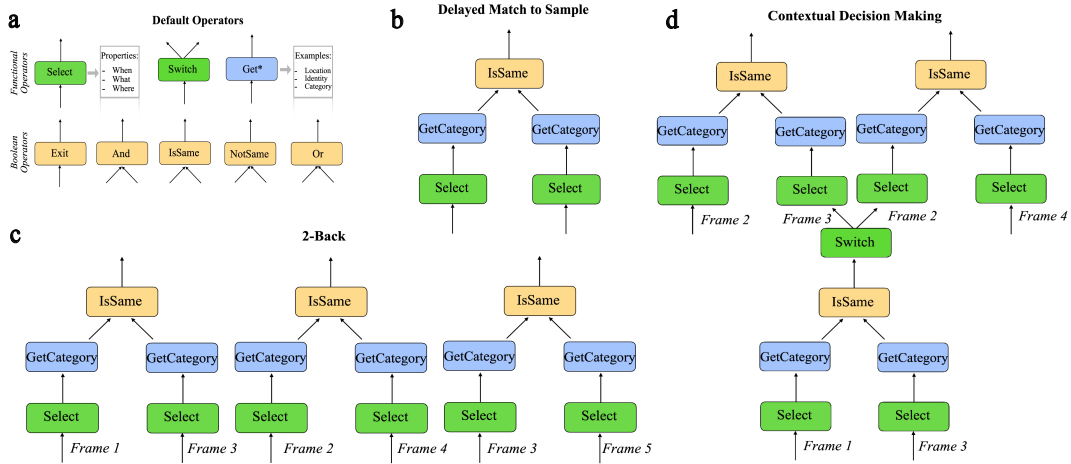 a
Default Operators
Functional
Operators
Select
Properties:
- When
- What
- Where
Switch
Get*
Examples:
- Location
- Identity
- Category
Boolean
Operators
Exit
And
IsSame
NotSame
Or
b
Delayed Match to Sample
IsSame
GetCategory
GetCategory
Select
Select
c
2-Back
IsSame
IsSame
IsSame
GetCategory
GetCategory
GetCategory
GetCategory
GetCategory
GetCategory
Select
Select
Select
Select
Select
Select
Frame 1
Frame 3
Frame 2
Frame 4
Frame 3
Frame 5
d
Contextual Decision Making
IsSame
IsSame
GetCategory
GetCategory
GetCategory
GetCategory
Select
Select
Select
Select
Frame 2
Frame 3
Frame 2
Frame 4
Switch
IsSame
GetCategory
GetCategory
Select
Select
Frame 1
Frame 3